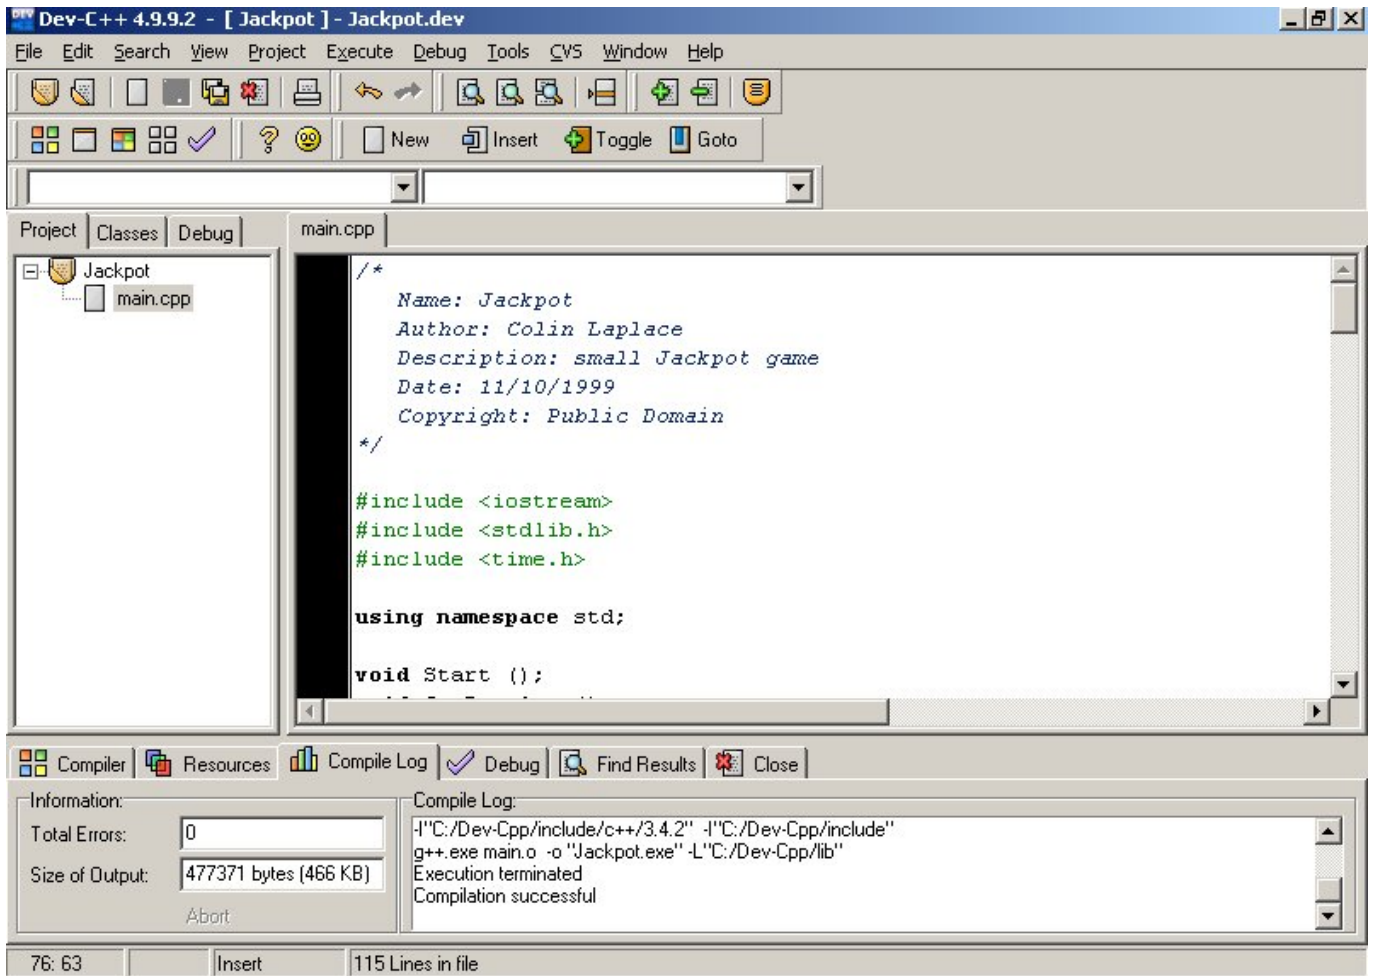 Dev-C++ 4.9.9.2 - [ Jackpot ] - Jackpot.dev
File Edit Search View Project Execute Debug Tools CVS Window Help
New Insert Toggle Goto
Project Classes Debug main.cpp
Jackpot
main.cpp
/*
Name: Jackpot
Author: Colin Laplace
Description: small Jackpot game
Date: 11/10/1999
Copyright: Public Domain
*/
#include <iostream>
#include <stdlib.h>
#include <time.h>
using namespace std;
void Start ();
Compiler Resources Compile Log Debug Find Results Close
Information:
Total Errors: 0
Size of Output: 477371 bytes (466 KB)
Abort
Compile Log:
-I"C:/Dev-Cpp/include/c++/3.4.2" -I"C:/Dev-Cpp/include"
g++.exe main.o -o "Jackpot.exe" -L"C:/Dev-Cpp/lib"
Execution terminated
Compilation successful
76: 63 Insert 115 Lines in file